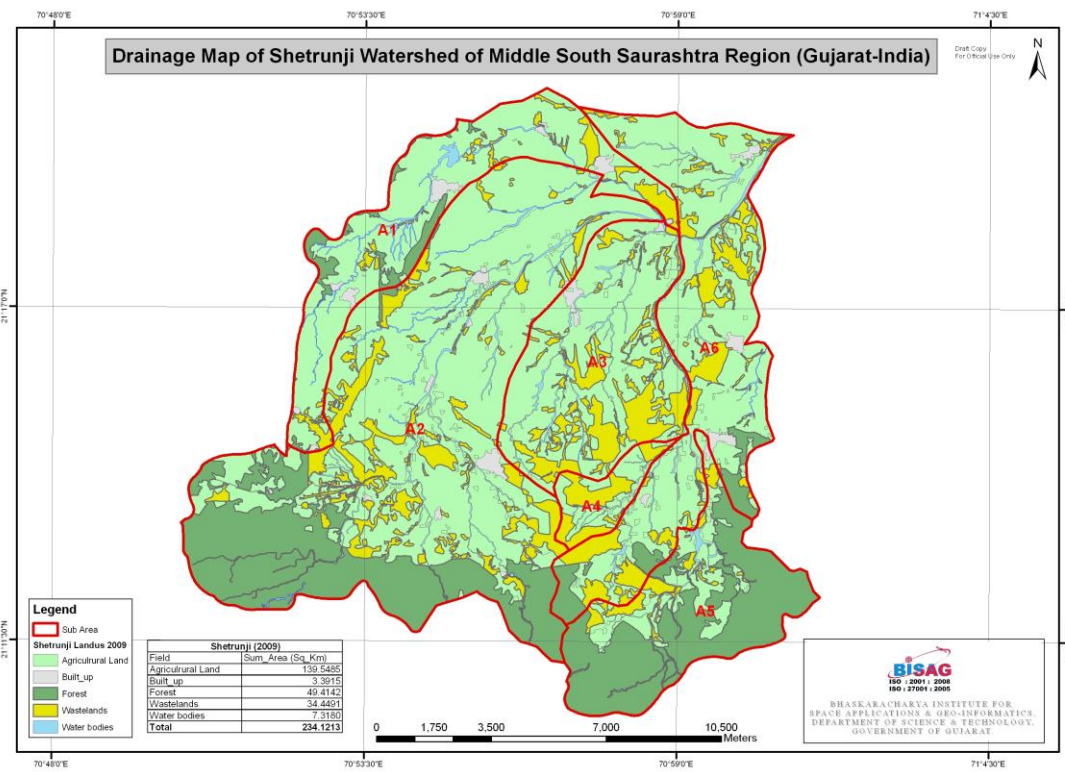 70°48'0"E 70°53'30"E 70°59'0"E 71°4'30"E
Drainage Map of Shetrunji Watershed of Middle South Saurashtra Region (Gujarat-India)
Draft Copy
For Official Use Only
N
A1
21°17'0"N
A3
A6
A2
A4
A5
21°11'30"N
Legend
Sub Area
Shetrunji Landus 2009
Agriculrural Land
Built_up
Forest
Wastelands
Water bodies
Shetrunji (2009)
Field Sum_Area (Sq_Km)
Agriculrural Land 139.5485
Built_up 3.3915
Forest 49.4142
Wastelands 34.4491
Water bodies 7.3180
Total 234.1213
0 1,750 3,500 7,000 10,500
Meters
BISAG
ISO : 9001 : 2008
ISO : 27001 : 2005
BHASKARACHARYA INSTITUTE FOR
SPACE APPLICATIONS & GEO-INFORMATICS.
DEPARTMENT OF SCIENCE & TECHNOLOGY.
GOVERNMENT OF GUJARAT.
70°48'0"E 70°53'30"E 70°59'0"E 71°4'30"E